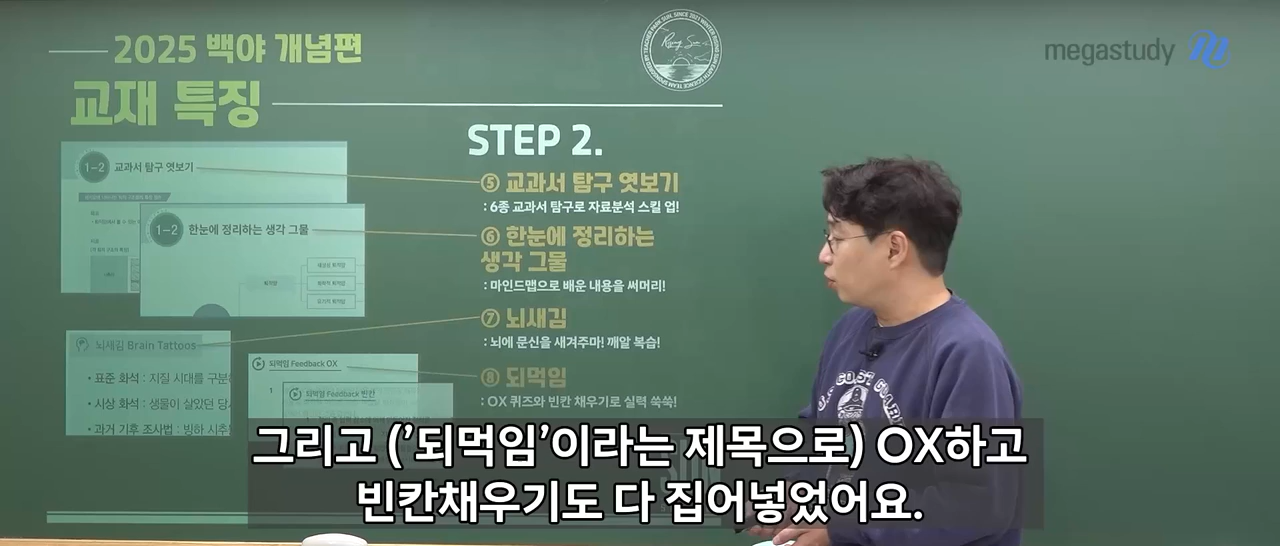 2025 백야 개념편
교재 특징
megastudy
STEP 2.
1-2 교과서 탐구 엿보기
⑤ 교과서 탐구 엿보기
: 6종 교과서 탐구로 자료분석 스킬 업!
1-2 한눈에 정리하는 생각 그물
⑥ 한눈에 정리하는
생각 그물
: 마인드맵으로 배운 내용을 써머리!
뇌새김 Brain Tattoos
• 표준 화석 : 지질 시대를 구분하
• 시상 화석 : 생물이 살았던 당시
• 과거 기후 조사법 : 빙하 시추
⑦ 뇌새김
: 뇌에 문신을 새겨주마! 깨알 복습!
되먹임 Feedback OX
1
되먹임 Feedback 빈칸
⑧ 되먹임
: OX 퀴즈와 빈칸 채우기로 실력 쑥쑥!
그리고 (’되먹임’이라는 제목으로) OX하고
빈칸채우기도 다 집어넣었어요.